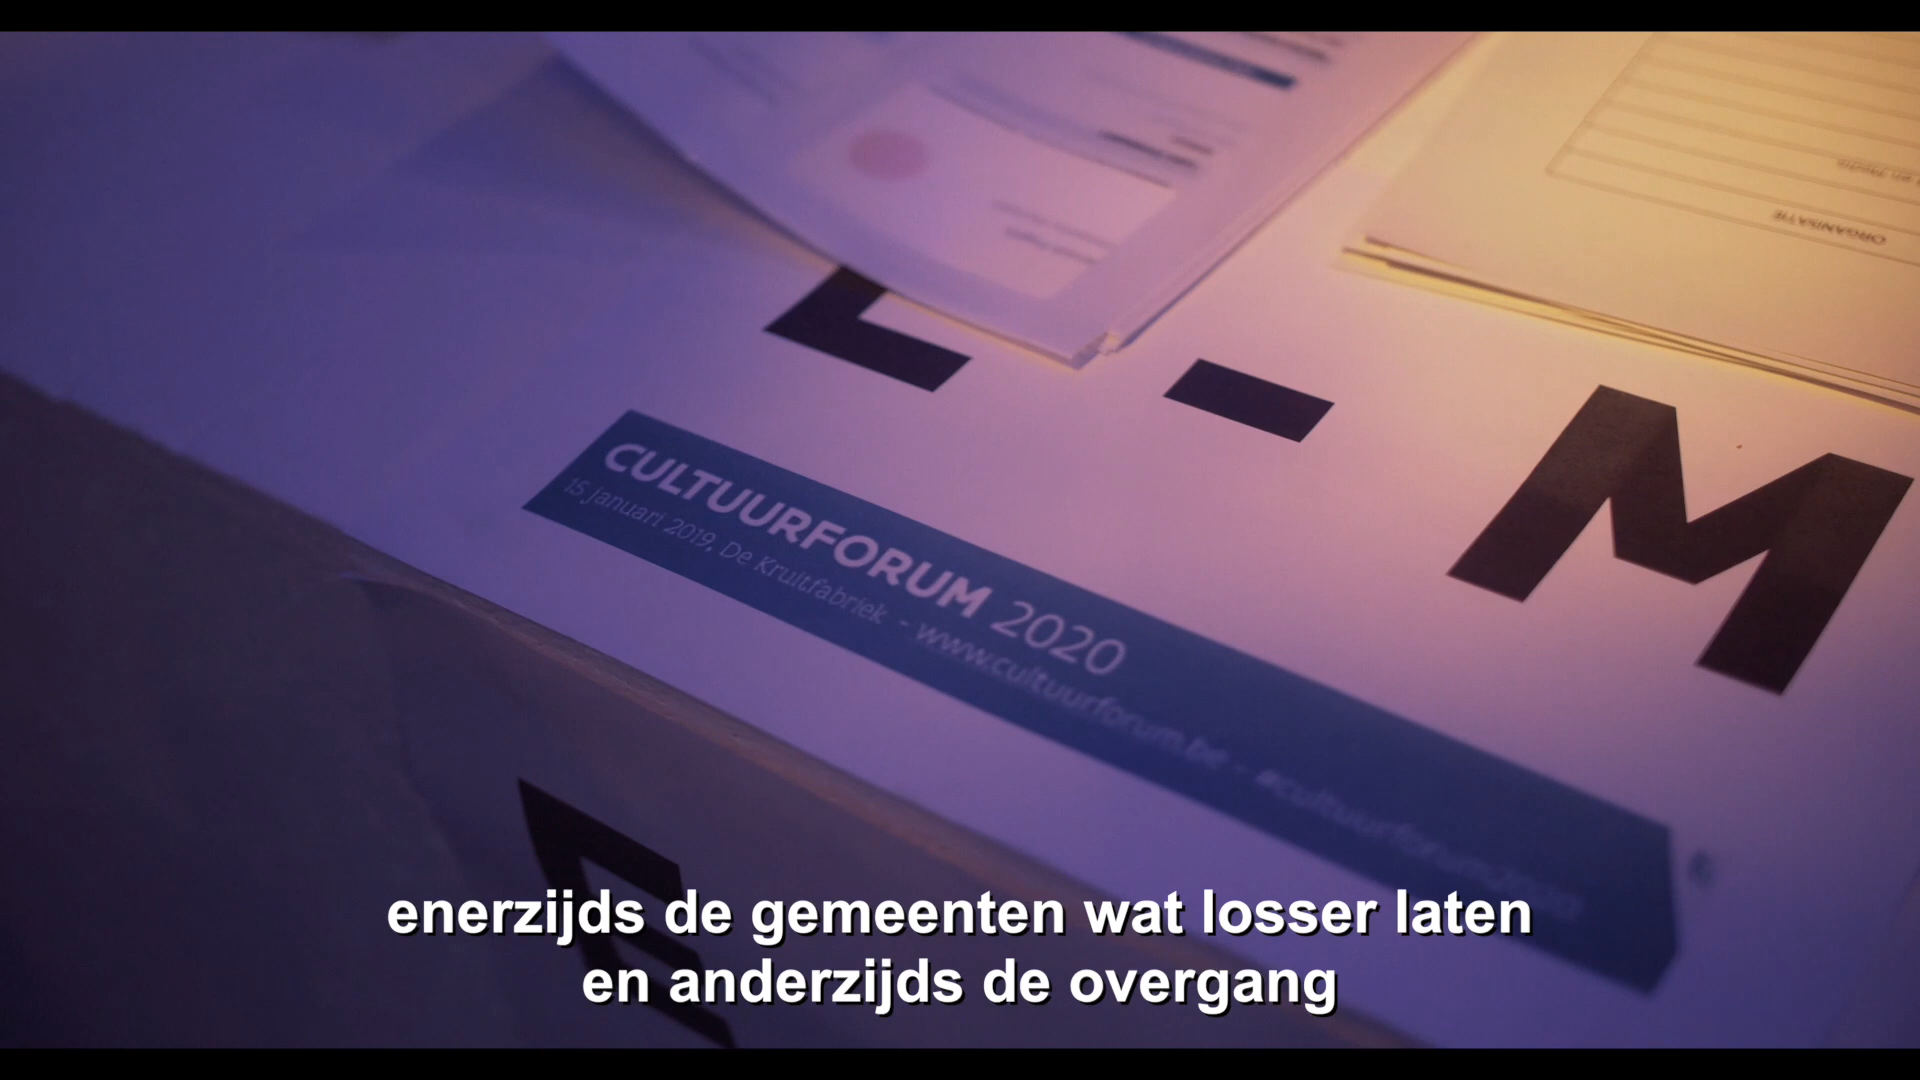 ORGANISATIE
L - M
CULTUURFORUM 2020
15 januari 2019, De Kruitfabriek - www.cultuurforum.be - #cultuurforum2020
E
enerzijds de gemeenten wat losser laten
en anderzijds de overgang